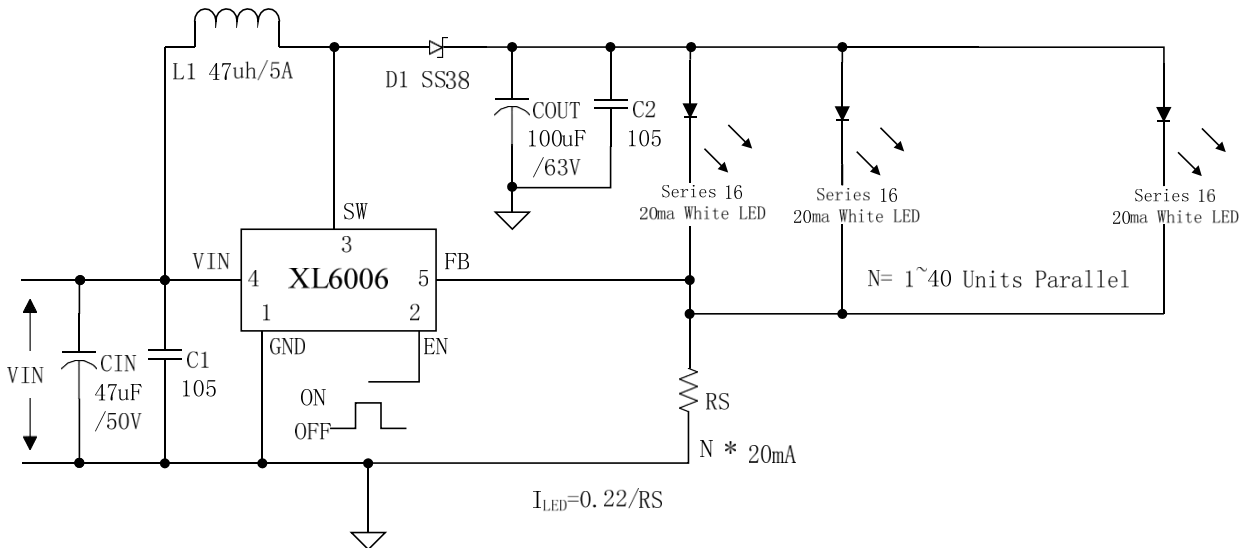 L1 47uh/5A
D1 SS38
COUT
100uF
/63V
C2
105
Series 16
20ma White LED
Series 16
20ma White LED
Series 16
20ma White LED
SW
3
VIN
4
XL6006
5
FB
1
2
GND
EN
N= 1~40 Units Parallel
VIN
CIN
47uF
/50V
C1
105
ON
OFF
RS
N * 20mA
ILED=0.22/RS